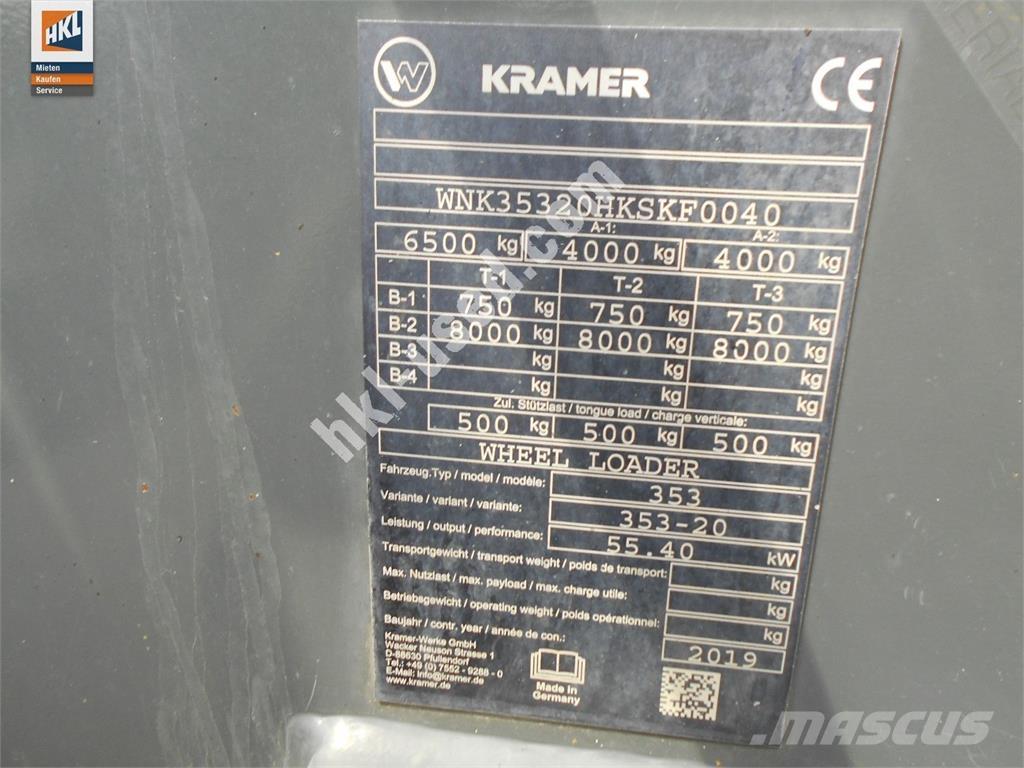 HKL
Mieten
Kaufen
Service
KRAMER CE
WNK35320HKSKF0040
A-1: A-2:
6500 kg 4000 kg 4000 kg
T-1 T-2 T-3
B-1 750 kg 750 kg 750 kg
B-2 8000 kg 8000 kg 8000 kg
B-3 kg kg kg
B-4 kg kg kg
Zul. Stützlast / tongue load / charge verticale:
500 kg 500 kg 500 kg
WHEEL LOADER
Fahrzeug.Typ / model / modèle: 353
Variante / variant / variante: 353-20
Leistung / output / performance: 55.40 kW
Transportgewicht / transport weight / poids de transport: kg
Max. Nutzlast / max. payload / max. charge utile: kg
Betriebsgewicht / operating weight / poids opérationnel: kg
Baujahr / contr. year / année de con.: 2019
Kramer-Werke GmbH
Wacker Neuson Strasse 1
D-88630 Pfullendorf
Tel.: +49 (0) 7552 - 9288 - 0
E-Mail: info@kramer.de
www.kramer.de
Made in
Germany
hkl-used.com
MASCUS